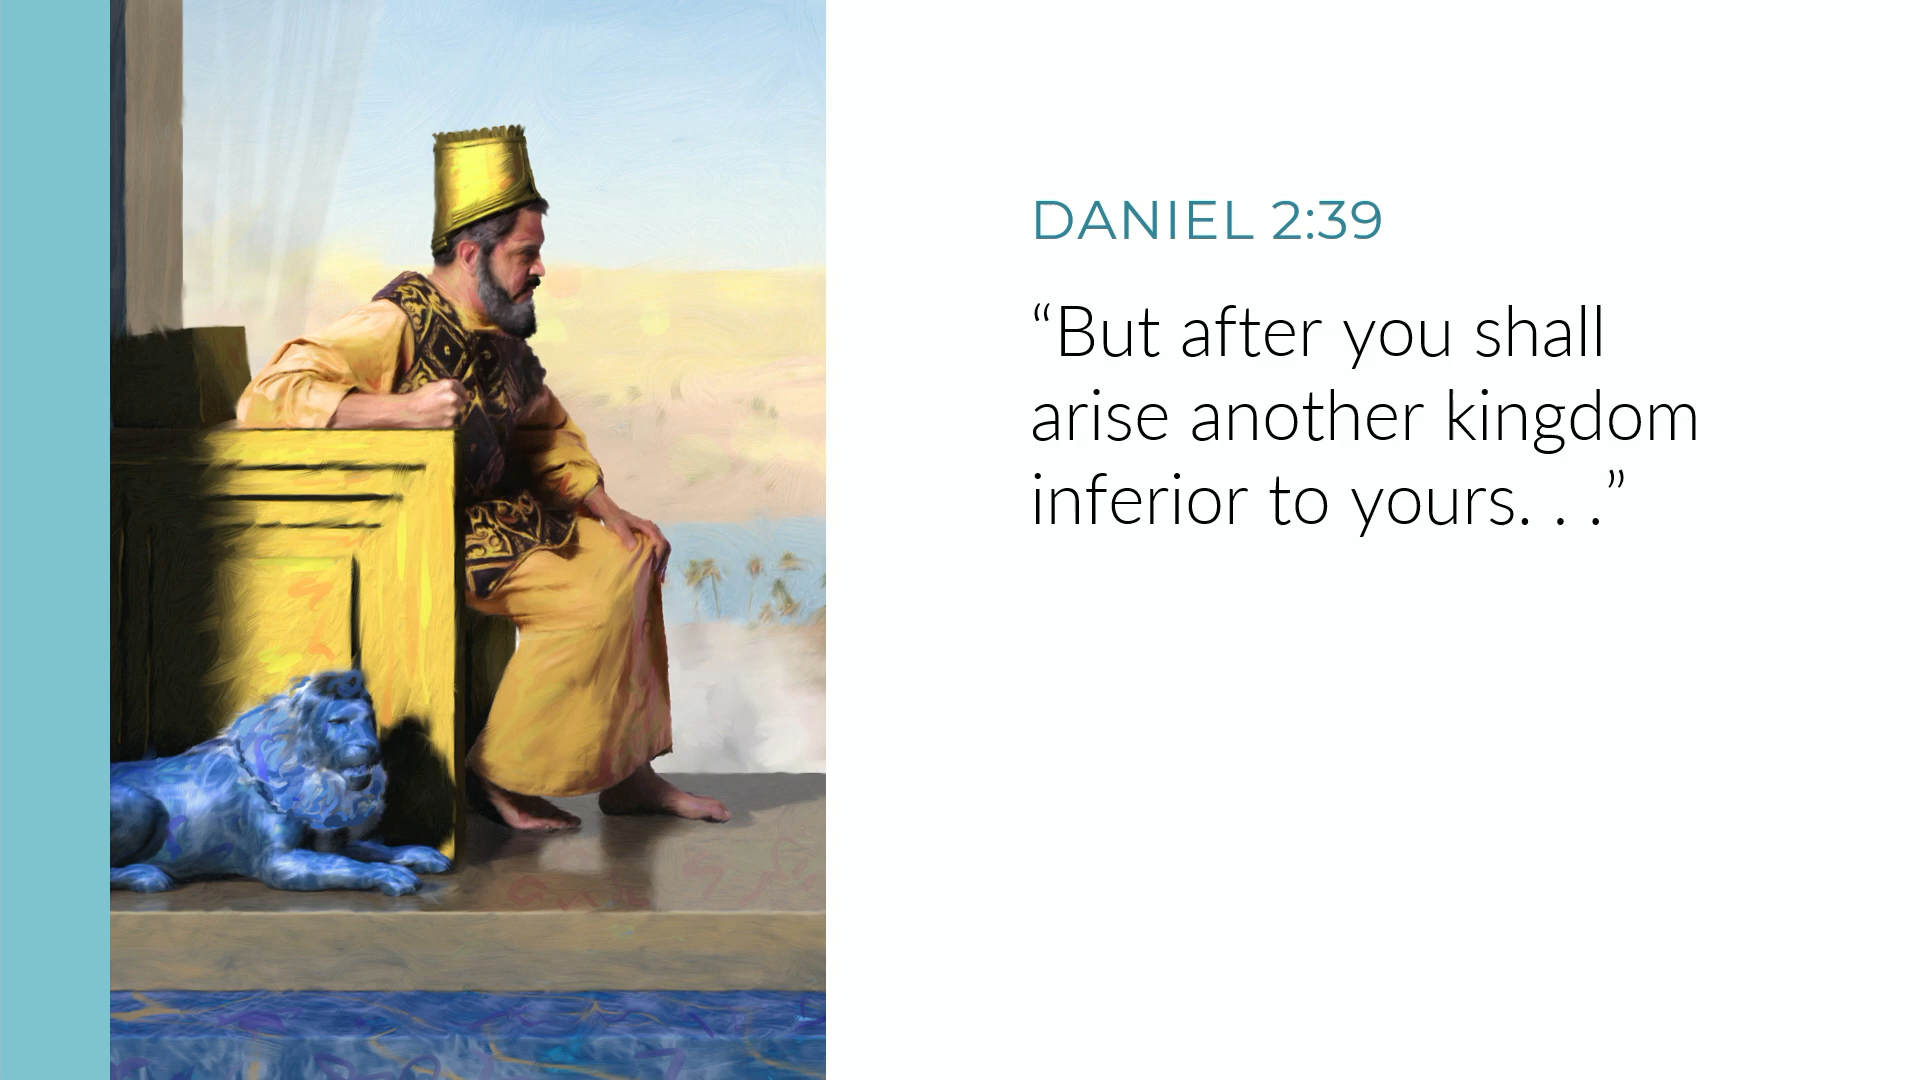 DANIEL 2:39
“But after you shall
arise another kingdom
inferior to yours. . .”